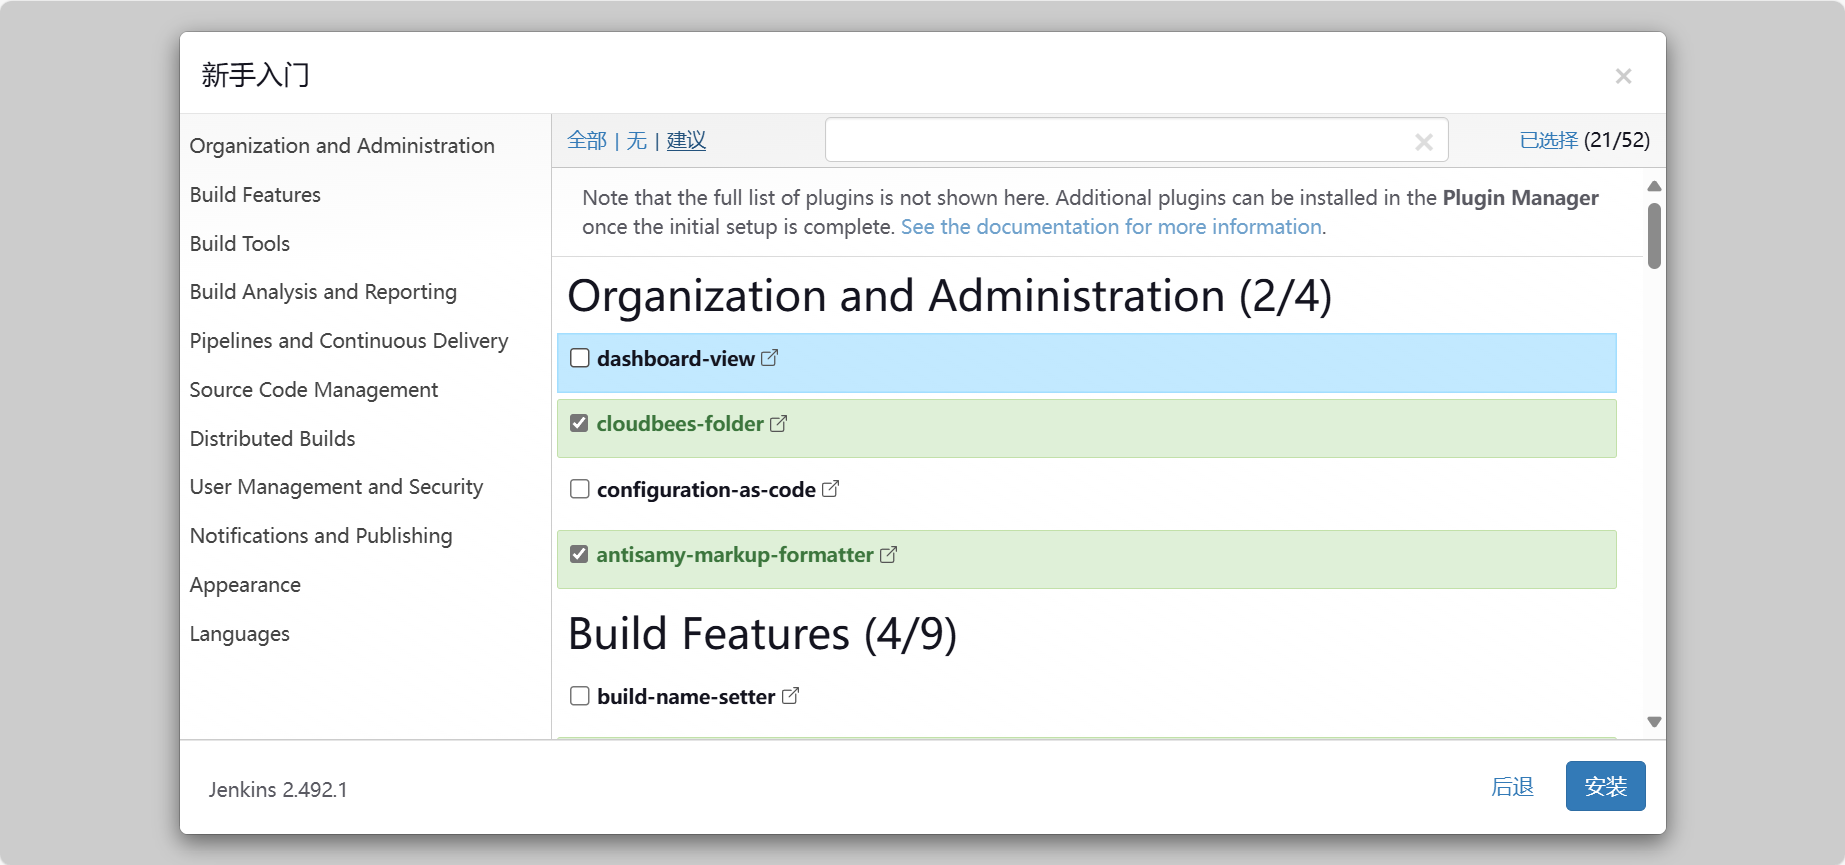 新手入门
×
Organization and Administration
Build Features
Build Tools
Build Analysis and Reporting
Pipelines and Continuous Delivery
Source Code Management
Distributed Builds
User Management and Security
Notifications and Publishing
Appearance
Languages
全部 | 无 | 建议
已选择 (21/52)
Note that the full list of plugins is not shown here. Additional plugins can be installed in the Plugin Manager
once the initial setup is complete. See the documentation for more information.
Organization and Administration (2/4)
dashboard-view
cloudbees-folder
configuration-as-code
antisamy-markup-formatter
Build Features (4/9)
build-name-setter
Jenkins 2.492.1
后退
安装